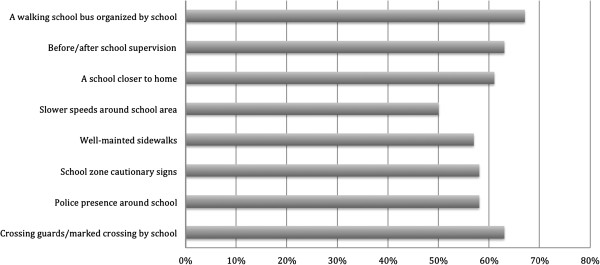 A walking school bus organized by school
Before/after school supervision
A school closer to home
Slower speeds around school area
Well-mainted sidewalks
School zone cautionary signs
Police presence around school
Crossing guards/marked crossing by school
0% 10% 20% 30% 40% 50% 60% 70% 80%